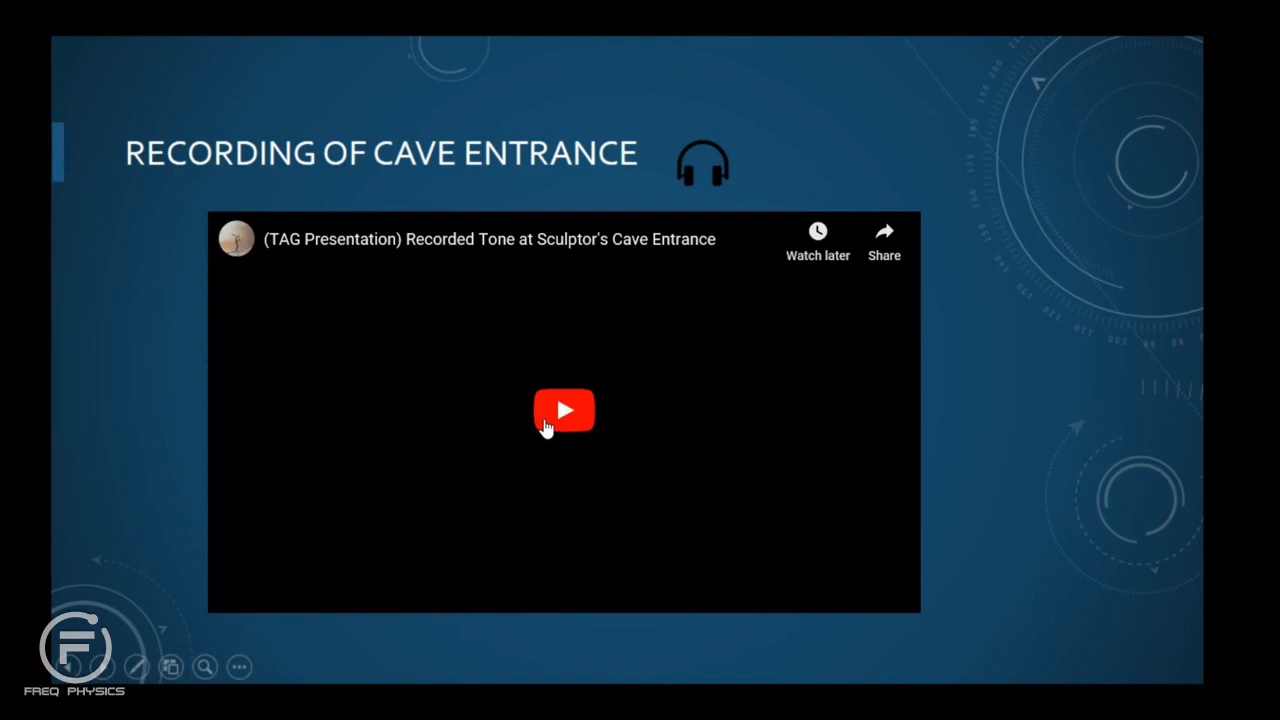 RECORDING OF CAVE ENTRANCE
(TAG Presentation) Recorded Tone at Sculptor's Cave Entrance
Watch later
Share
F
FREQ PHYSICS